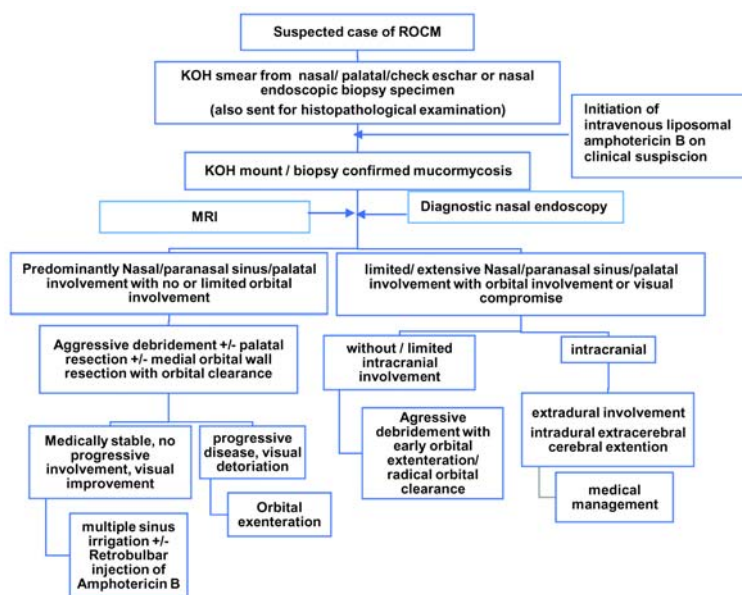 Suspected case of ROCM
KOH smear from nasal/ palatal/check eschar or nasal
endoscopic biopsy specimen
(also sent for histopathological examination)
Initiation of
intravenous liposomal
amphotericin B on
clinical suspiscion
KOH mount / biopsy confirmed mucormycosis
MRI
Diagnostic nasal endoscopy
Predominantly Nasal/paranasal sinus/palatal
involvement with no or limited orbital
involvement
limited/ extensive Nasal/paranasal sinus/palatal
involvement with orbital involvement or visual
compromise
Aggressive debridement +/- palatal
resection +/- medial orbital wall
resection with orbital clearance
without / limited
intracranial
involvement
intracranial
Medically stable, no
progressive
involvement, visual
improvement
progressive
disease, visual
detoriation
Agressive
debridement with
early orbital
extenteration/
radical orbital
clearance
extradural involvement
intradural extracerebral
cerebral extention
multiple sinus
irrigation +/-
Retrobulbar
injection of
Amphotericin B
Orbital
exenteration
medical
management